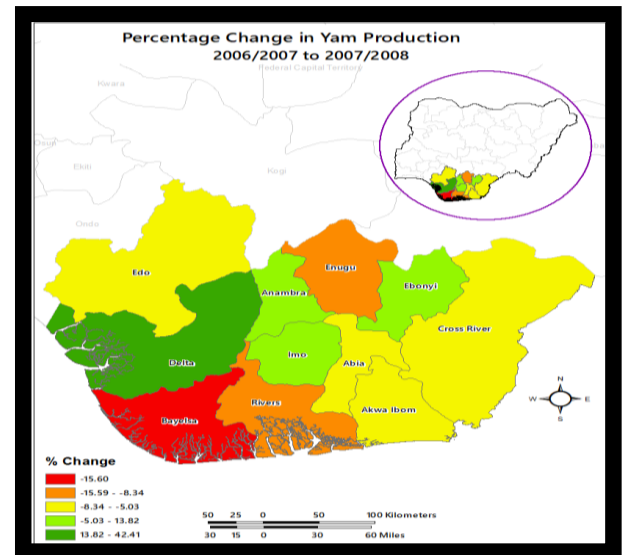 Percentage Change in Yam Production
2006/2007 to 2007/2008
Federal Capital Territory
Kwara
Osun
Ekiti
Kogi
Ondo
Edo
Enugu
Anambra
Ebonyi
Cross River
Delta
Imo
Abia
Rivers
Akwa Ibom
Bayelsa
N
W E
S
% Change
-15.60
-15.59 - -8.34
-8.34 - -5.03
-5.03 - 13.82
13.82 - 42.41
50 25 0 50 100 Kilometers
30 15 0 30 60 Miles